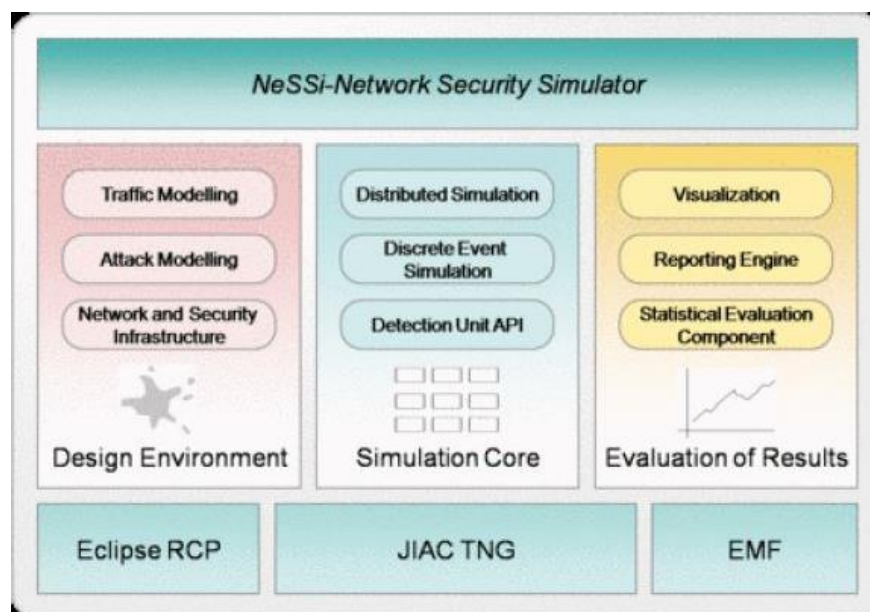 NeSSi-Network Security Simulator
Traffic Modelling
Attack Modelling
Network and Security
Infrastructure
Design Environment
Distributed Simulation
Discrete Event
Simulation
Detection Unit API
Simulation Core
Visualization
Reporting Engine
Statistical Evaluation
Component
Evaluation of Results
Eclipse RCP
JIAC TNG
EMF